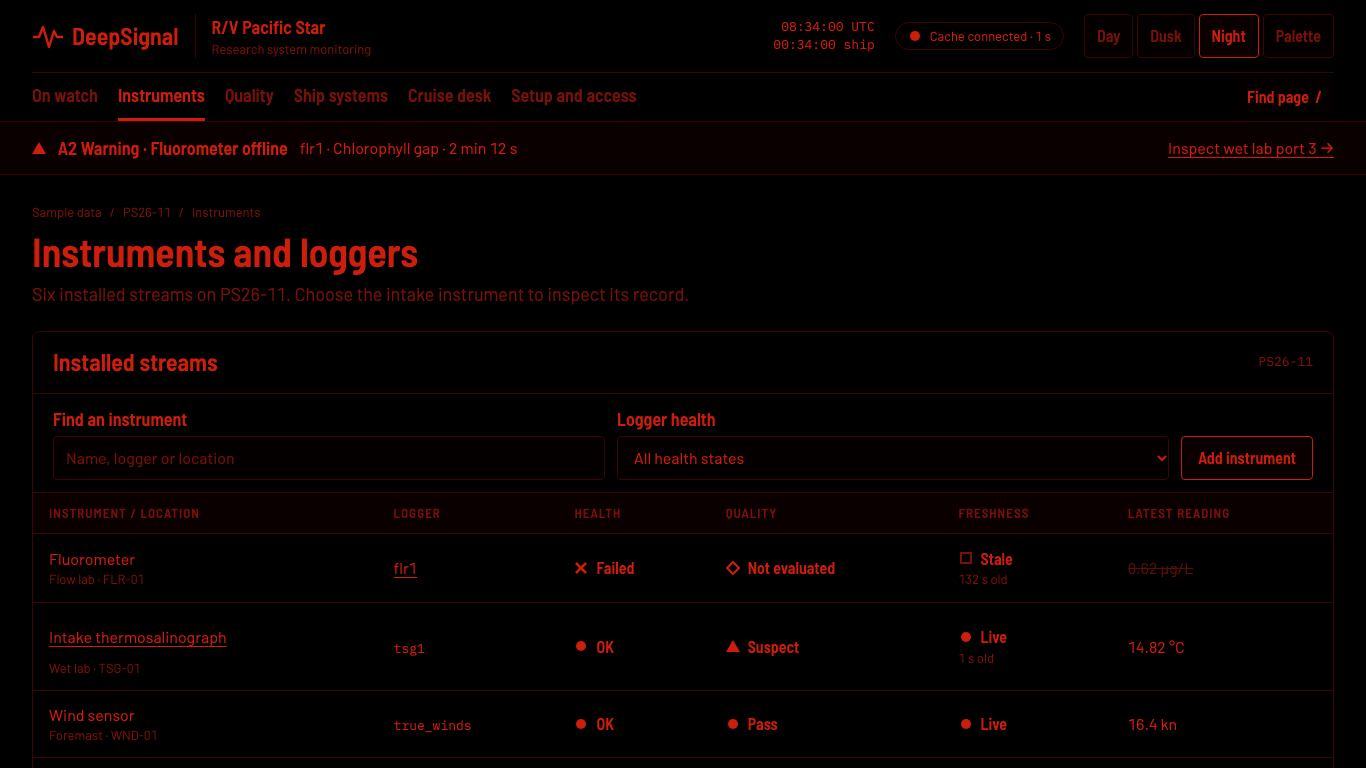 DeepSignal
R/V Pacific Star
Research system monitoring
08:34:00 UTC
00:34:00 ship
Cache connected · 1 s
Day
Dusk
Night
Palette
On watch
Instruments
Quality
Ship systems
Cruise desk
Setup and access
Find page /
A2 Warning · Fluorometer offline
flr1 · Chlorophyll gap · 2 min 12 s
Inspect wet lab port 3 →
Sample data / PS26-11 / Instruments
Instruments and loggers
Six installed streams on PS26-11. Choose the intake instrument to inspect its record.
Installed streams
PS26-11
Find an instrument
Logger health
Name, logger or location
All health states
Add instrument
INSTRUMENT / LOCATION
LOGGER
HEALTH
QUALITY
FRESHNESS
LATEST READING
Fluorometer
Flow lab · FLR-01
flr1
Failed
Not evaluated
Stale
132 s old
0.62 µg/L
Intake thermosalinograph
Wet lab · TSG-01
tsg1
OK
Suspect
Live
1 s old
14.82 °C
Wind sensor
Foremast · WND-01
true_winds
OK
Pass
Live
16.4 kn